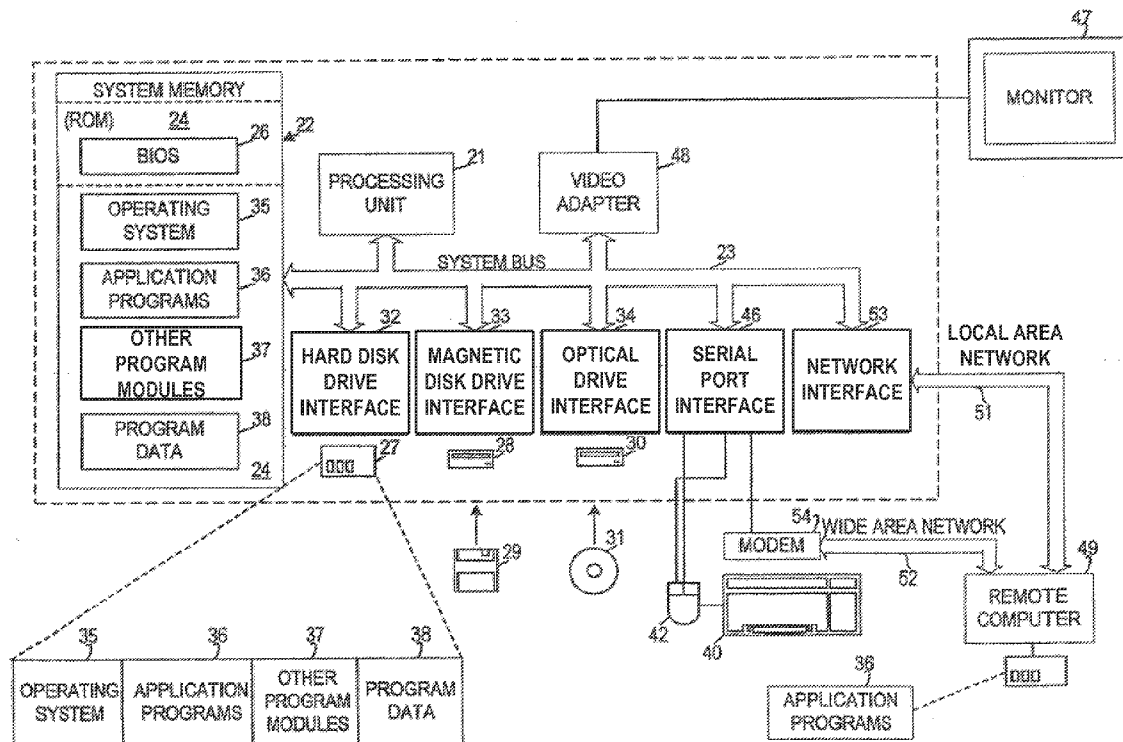 47
MONITOR
SYSTEM MEMORY
(ROM) 24
22
26
BIOS
35
OPERATING
SYSTEM
36
APPLICATION
PROGRAMS
37
OTHER
PROGRAM
MODULES
38
PROGRAM
DATA
24
21
PROCESSING
UNIT
48
VIDEO
ADAPTER
SYSTEM BUS
23
32
HARD DISK
DRIVE
INTERFACE
33
MAGNETIC
DISK DRIVE
INTERFACE
34
OPTICAL
DRIVE
INTERFACE
46
SERIAL
PORT
INTERFACE
53
NETWORK
INTERFACE
LOCAL AREA
NETWORK
51
27
28
30
29
31
54
MODEM
WIDE AREA NETWORK
52
42
40
49
REMOTE
COMPUTER
36
APPLICATION
PROGRAMS
35
OPERATING
SYSTEM
36
APPLICATION
PROGRAMS
37
OTHER
PROGRAM
MODULES
38
PROGRAM
DATA